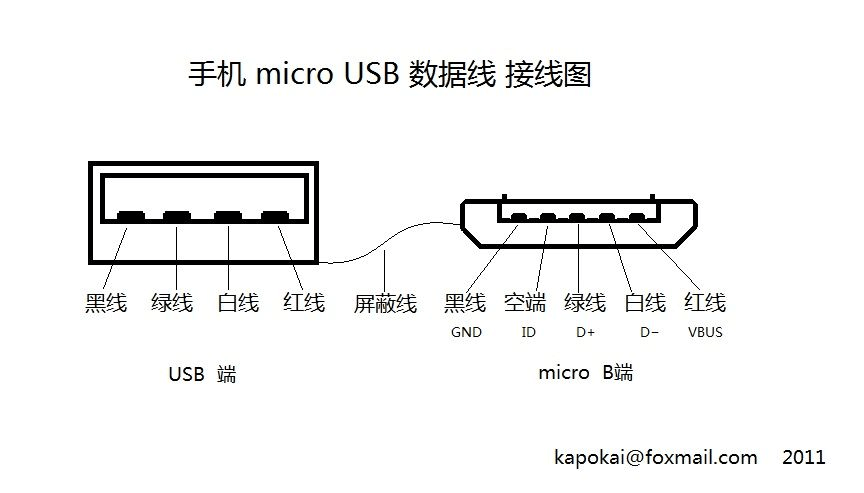 手机 micro USB 数据线 接线图
黑线 绿线 白线 红线 屏蔽线 黑线 空端 绿线 白线 红线
GND ID D+ D- VBUS
USB 端 micro B端
kapokai@foxmail.com 2011